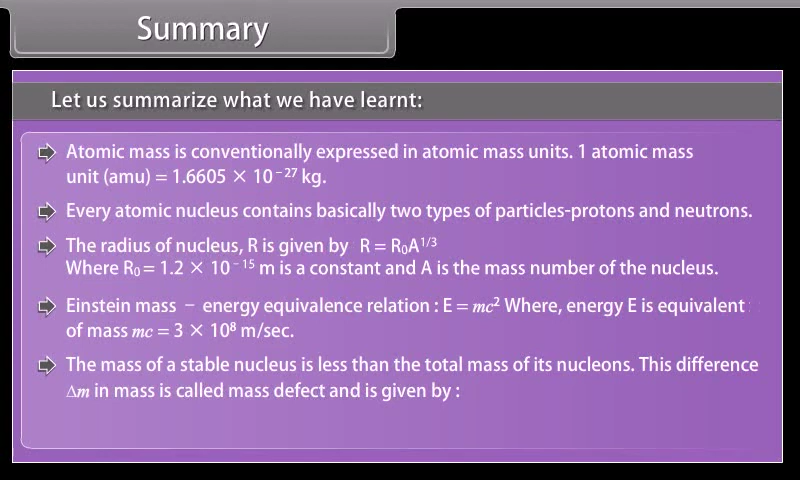 Summary
Let us summarize what we have learnt:
Atomic mass is conventionally expressed in atomic mass units. 1 atomic mass
unit (amu) = 1.6605 × 10⁻²⁷ kg.
Every atomic nucleus contains basically two types of particles-protons and neutrons.
The radius of nucleus, R is given by R = R₀A¹ᐟ³
Where R₀ = 1.2 × 10⁻¹⁵ m is a constant and A is the mass number of the nucleus.
Einstein mass − energy equivalence relation : E = mc² Where, energy E is equivalent
of mass mc = 3 × 10⁸ m/sec.
The mass of a stable nucleus is less than the total mass of its nucleons. This difference
Δm in mass is called mass defect and is given by :